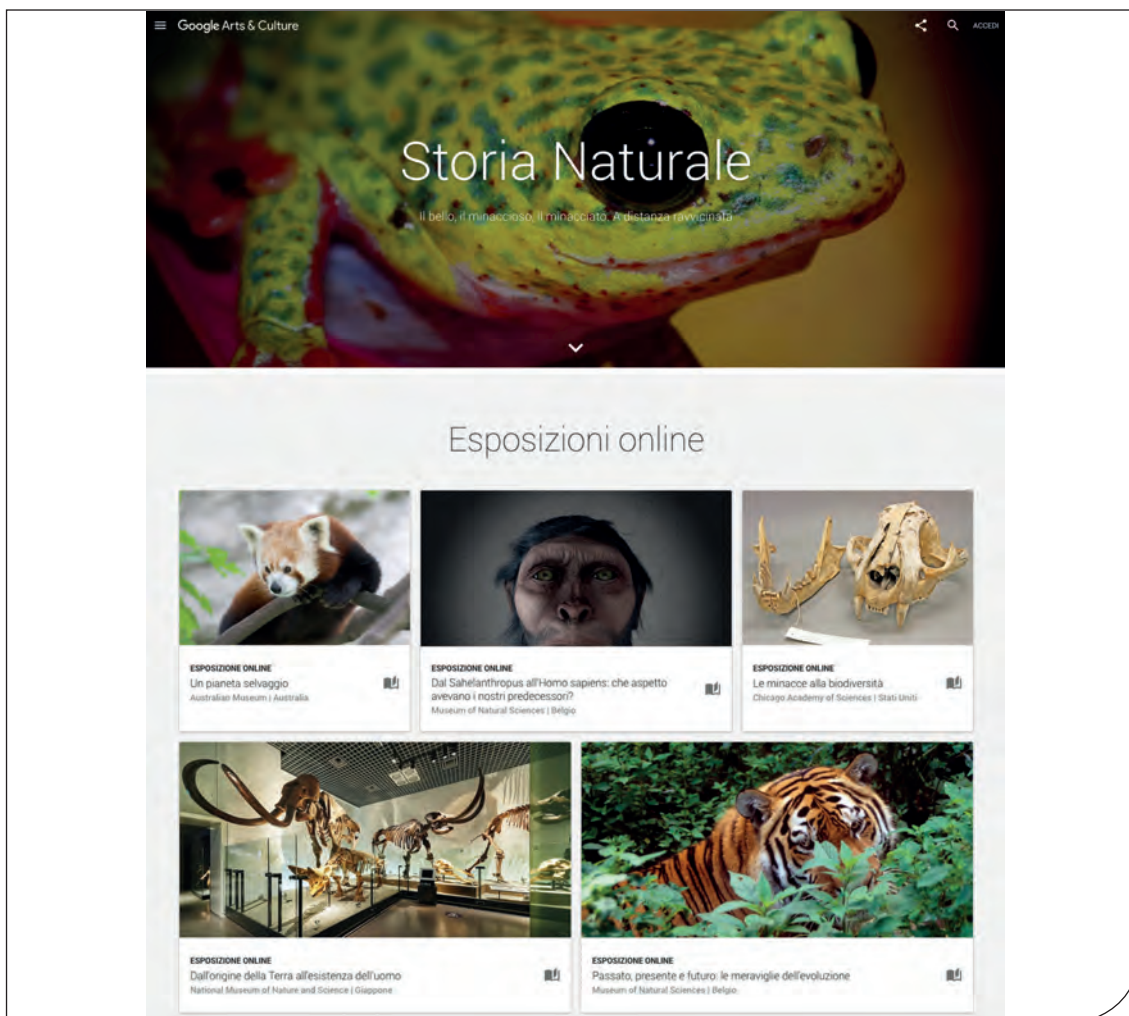 Google Arts & Culture
ACCEDI
Storia Naturale
Il bello, il minaccioso, il minacciato. A distanza ravvicinata
Esposizioni online
ESPOSIZIONE ONLINE
Un pianeta selvaggio
Australian Museum | Australia
ESPOSIZIONE ONLINE
Dal Sahelanthropus all'Homo sapiens: che aspetto
avevano i nostri predecessori?
Museum of Natural Sciences | Belgio
ESPOSIZIONE ONLINE
Le minacce alla biodiversità
Chicago Academy of Sciences | Stati Uniti
ESPOSIZIONE ONLINE
Dall'origine della Terra all'esistenza dell'uomo
National Museum of Nature and Science | Giappone
ESPOSIZIONE ONLINE
Passato, presente e futuro: le meraviglie dell'evoluzione
Museum of Natural Sciences | Belgio